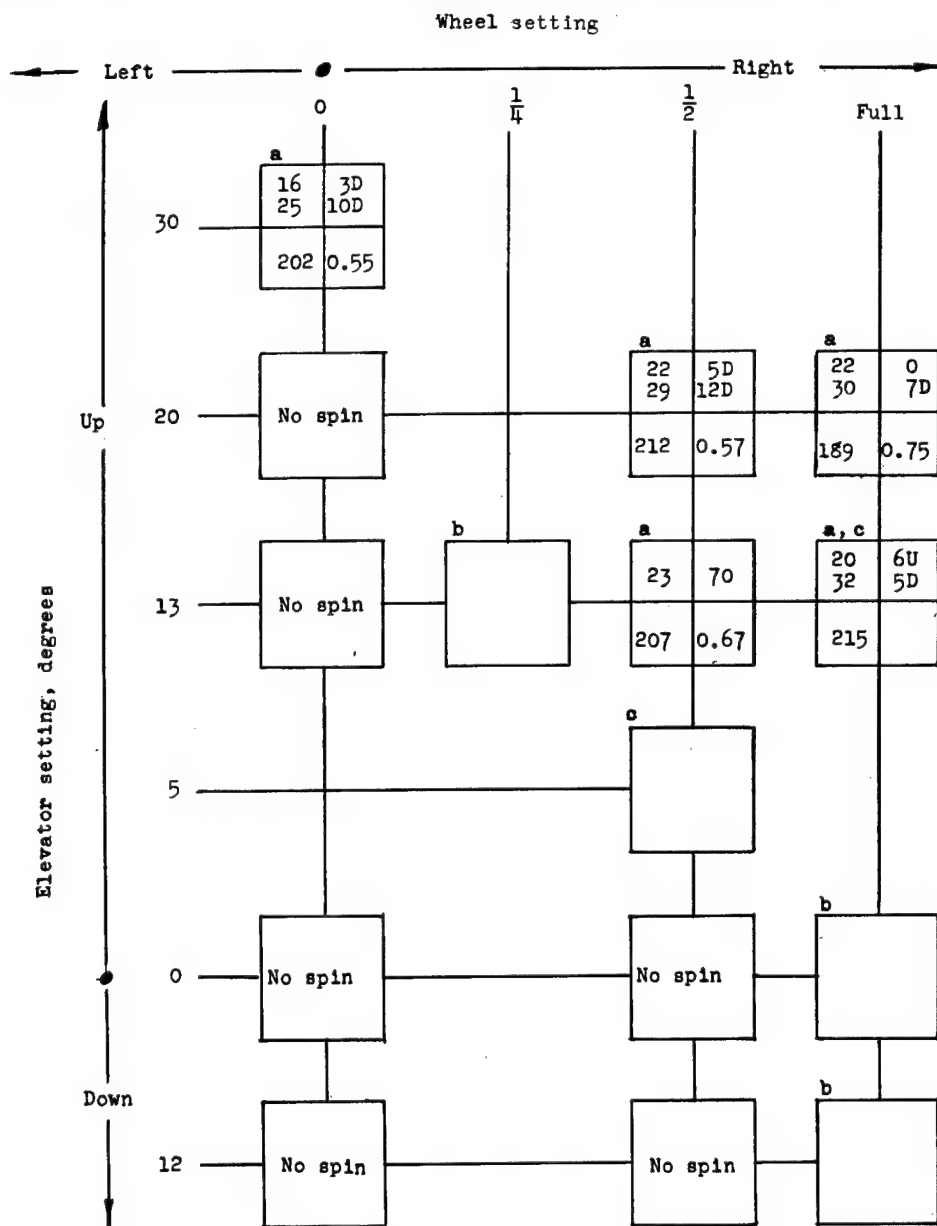 Wheel setting
Left Right
0 1/4 1/2 Full
a
16 3D
25 10D
30
202 0.55
a a
22 5D 22 0
29 12D 30 7D
Up 20 No spin
212 0.57 189 0.75
b a a, c
20 6U
23 70 32 5D
13 No spin
207 0.67 215
c
5
Elevator setting, degrees
b
0 No spin No spin
Down
b
12 No spin No spin